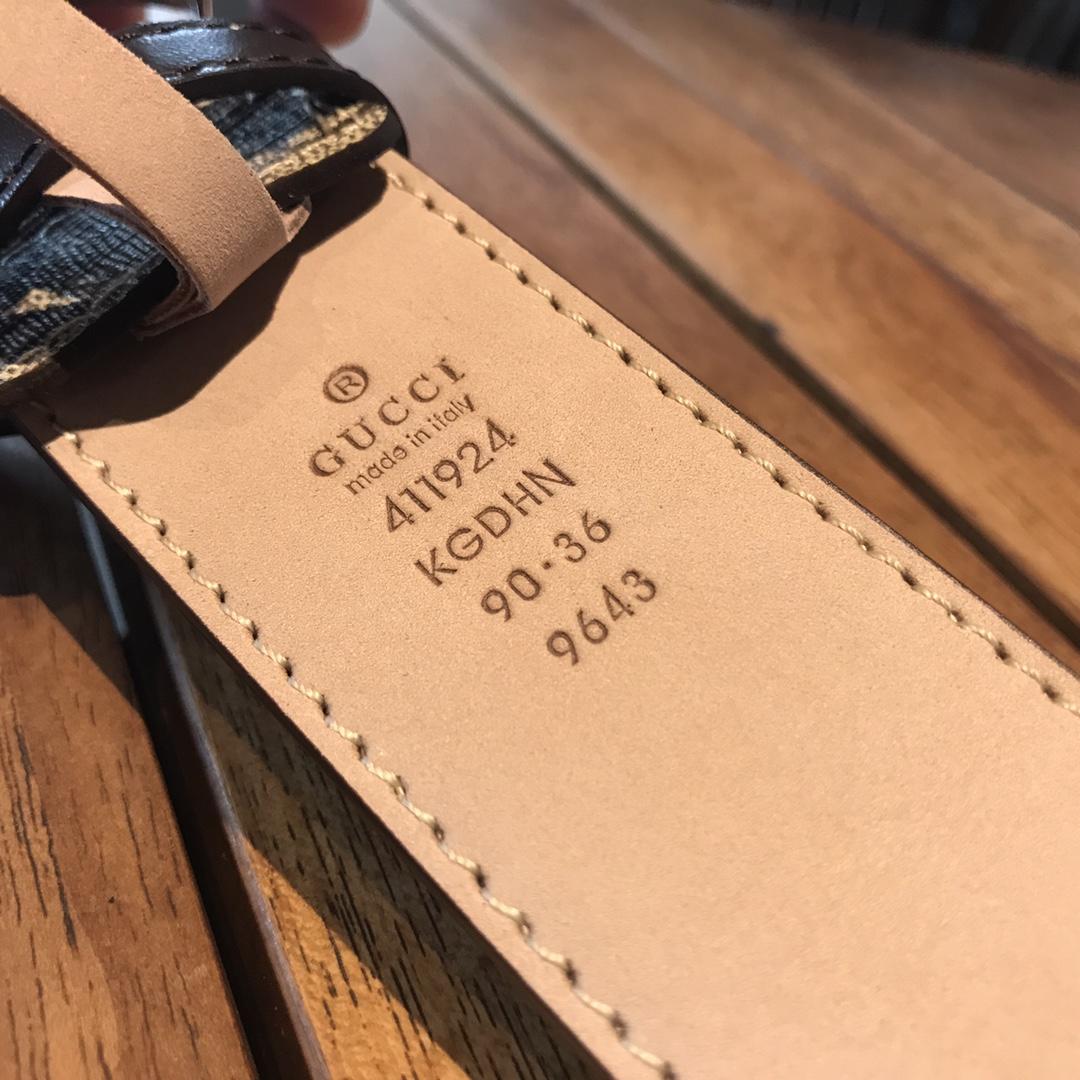 ®
GUCCI
made in italy
411924
KGDHN
90·36
9643